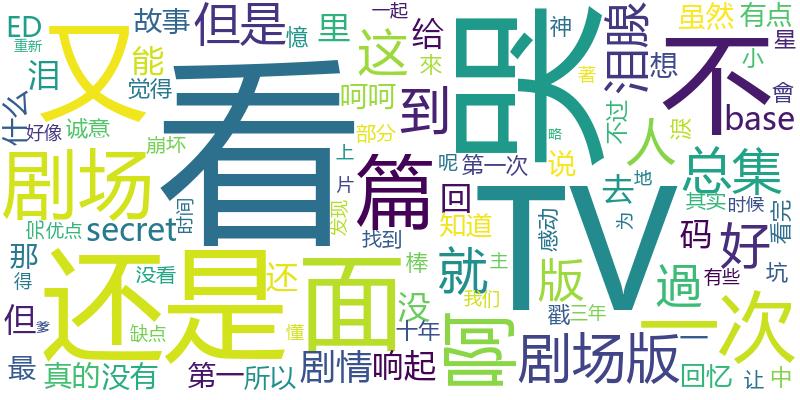 ED
重新
故事
但是
憶
里
一起
给
这
來
哭
泪腺
虽然
有点
神
星
小
想
著
泪
又
能
觉得
看
呵呵
到
不
會
base
不过
涙
什么
好像
诚意
崩坏
部分
人
剧场
上
片
篇
呢
第一次
说
略
总集
回
TV
去
为
地
其实
时候
优点
secret
时间
发现
知道
感动
码
好
看完
那
得
没看
还
找到
就
棒
主
版
過
有些
坑
还是
面
我们
没
啊
戳
三年
一次
但
爹
缺点
懂
十年
剧场版
一
最
真的
没有
第一
所以
剧情
响起
回忆
让
中